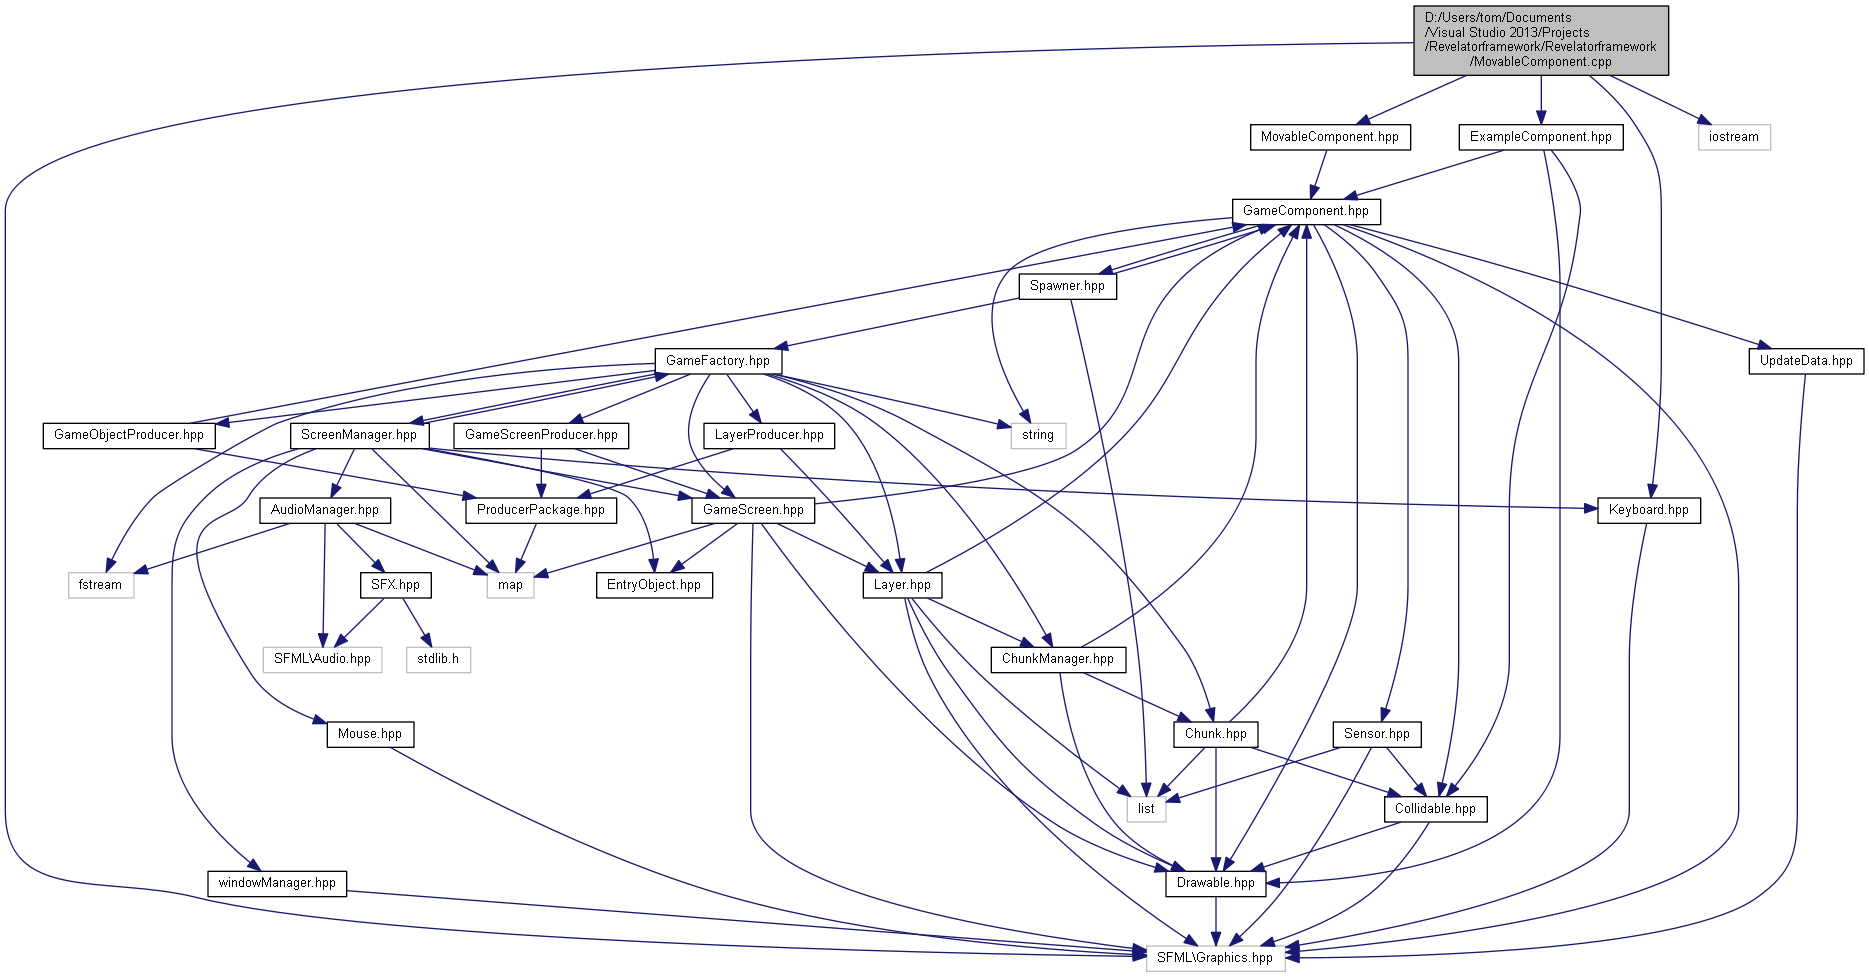 D:/Users/tom/Documents
/Visual Studio 2013/Projects
/Revelatorframework/Revelatorframework
/MovableComponent.cpp
MovableComponent.hpp
ExampleComponent.hpp
iostream
GameComponent.hpp
Spawner.hpp
GameFactory.hpp
UpdateData.hpp
GameObjectProducer.hpp
ScreenManager.hpp
GameScreenProducer.hpp
LayerProducer.hpp
string
AudioManager.hpp
ProducerPackage.hpp
GameScreen.hpp
Keyboard.hpp
fstream
SFX.hpp
map
EntryObject.hpp
Layer.hpp
SFML\Audio.hpp
stdlib.h
ChunkManager.hpp
Mouse.hpp
Chunk.hpp
Sensor.hpp
list
Collidable.hpp
windowManager.hpp
Drawable.hpp
SFML\Graphics.hpp